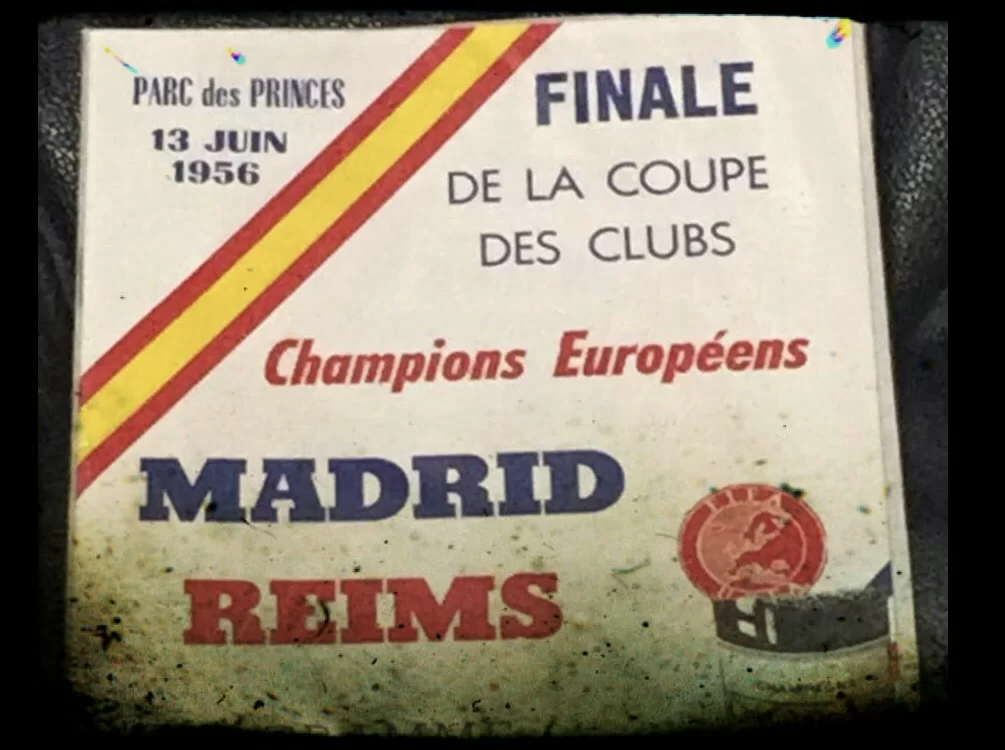 PARC des PRINCES
13 JUIN
1956
FINALE
DE LA COUPE
DES CLUBS
Champions Européens
MADRID
REIMS